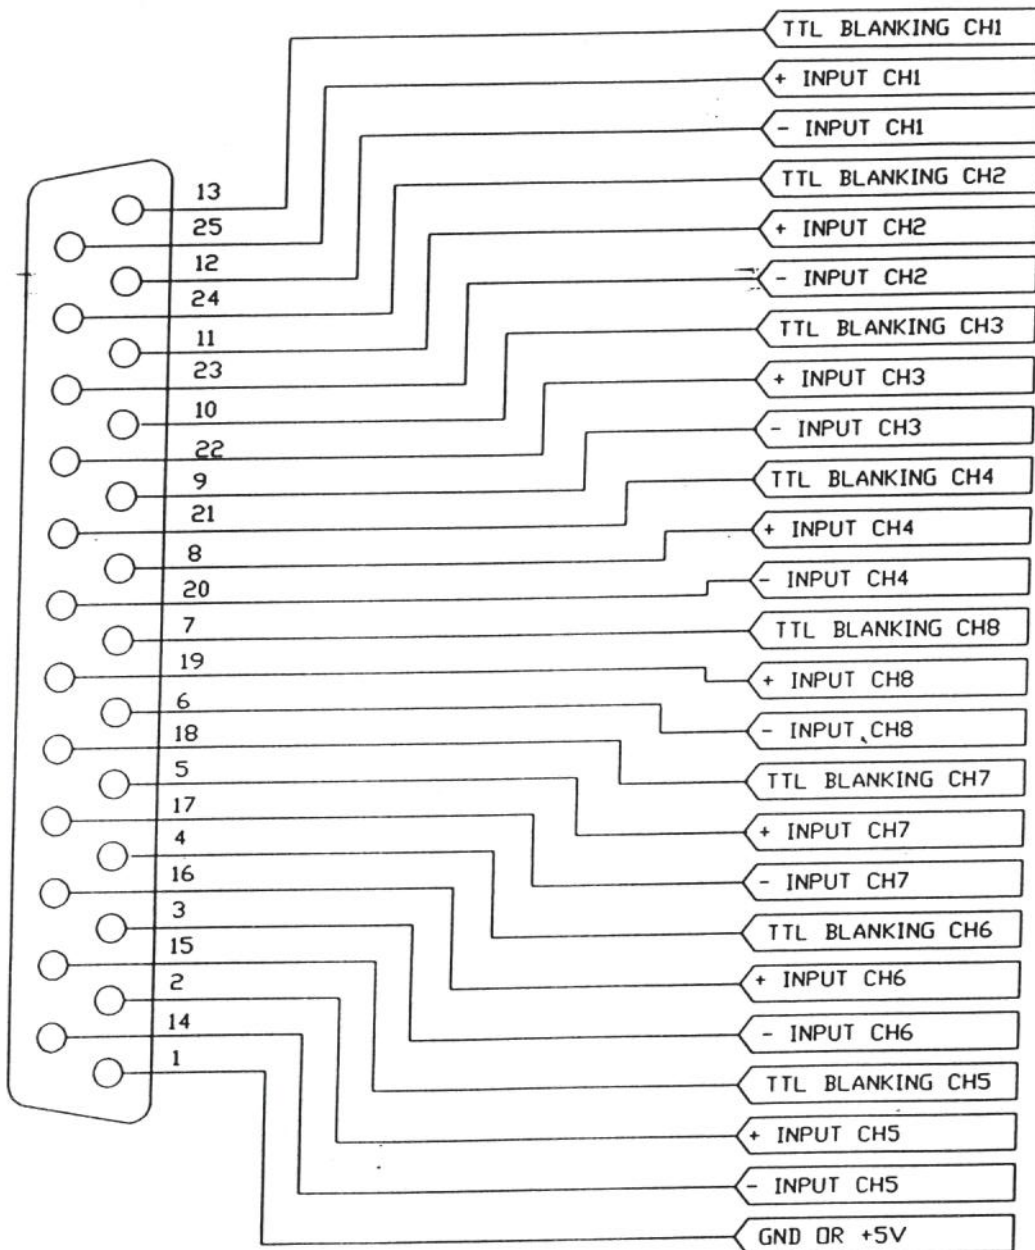 TTL BLANKING CH1
+ INPUT CH1
- INPUT CH1
13
TTL BLANKING CH2
25
+ INPUT CH2
12
- INPUT CH2
24
TTL BLANKING CH3
11
23
+ INPUT CH3
10
- INPUT CH3
22
9
TTL BLANKING CH4
21
+ INPUT CH4
8
- INPUT CH4
20
7
TTL BLANKING CH8
19
+ INPUT CH8
6
- INPUT CH8
18
5
TTL BLANKING CH7
17
+ INPUT CH7
4
16
- INPUT CH7
3
TTL BLANKING CH6
15
+ INPUT CH6
2
14
- INPUT CH6
1
TTL BLANKING CH5
+ INPUT CH5
- INPUT CH5
GND OR +5V